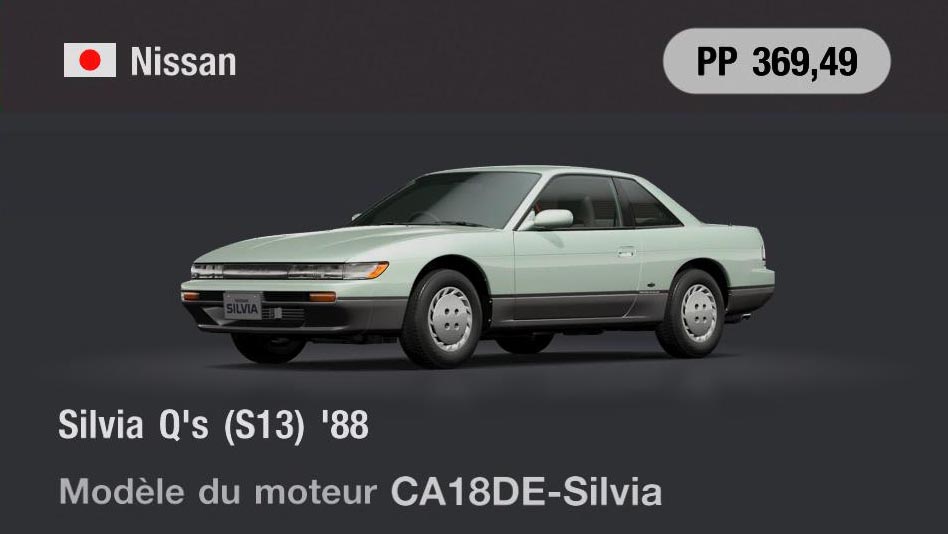 Nissan
PP 369,49
SILVIA
Silvia Q's (S13) '88
Modèle du moteur CA18DE-Silvia